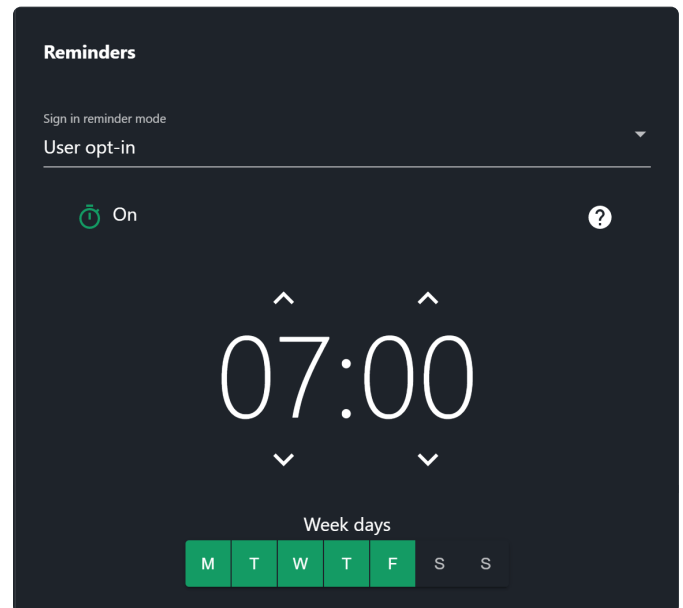 Reminders
Sign in reminder mode
User opt-in
On
?
07:00
Week days
M T W T F S S